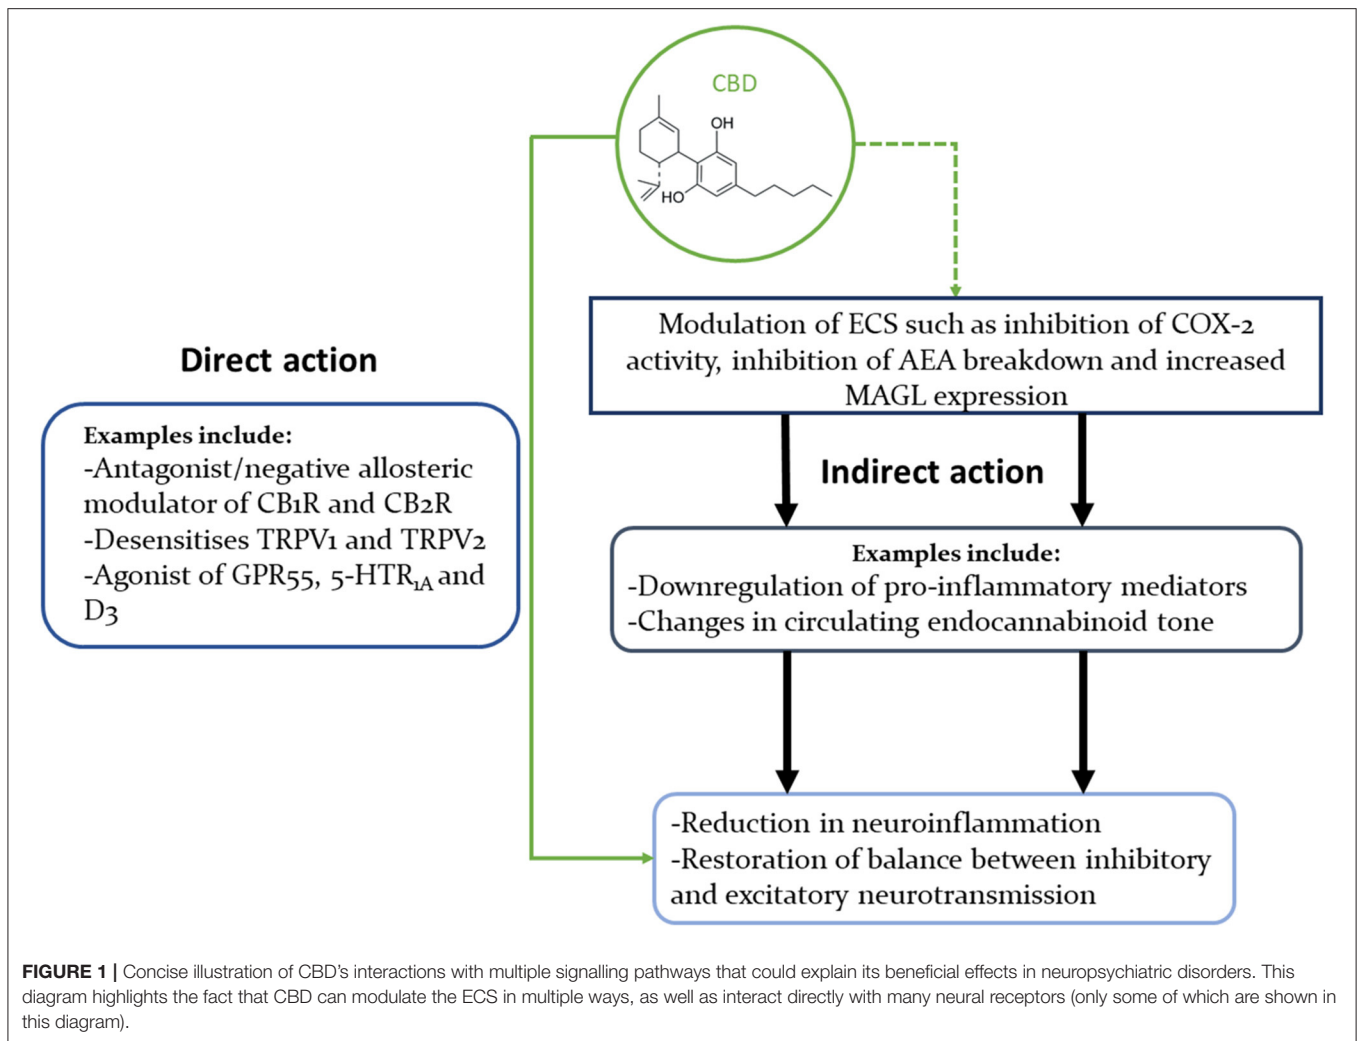 CBD
OH
HO
Modulation of ECS such as inhibition of COX-2
activity, inhibition of AEA breakdown and increased
MAGL expression
Direct action
Examples include:
-Antagonist/negative allosteric
modulator of CB1R and CB2R
-Desensitises TRPV1 and TRPV2
-Agonist of GPR55, 5-HTR1A and
D3
Indirect action
Examples include:
-Downregulation of pro-inflammatory mediators
-Changes in circulating endocannabinoid tone
-Reduction in neuroinflammation
-Restoration of balance between inhibitory
and excitatory neurotransmission
FIGURE 1 | Concise illustration of CBD's interactions with multiple signalling pathways that could explain its beneficial effects in neuropsychiatric disorders. This
diagram highlights the fact that CBD can modulate the ECS in multiple ways, as well as interact directly with many neural receptors (only some of which are shown in
this diagram).